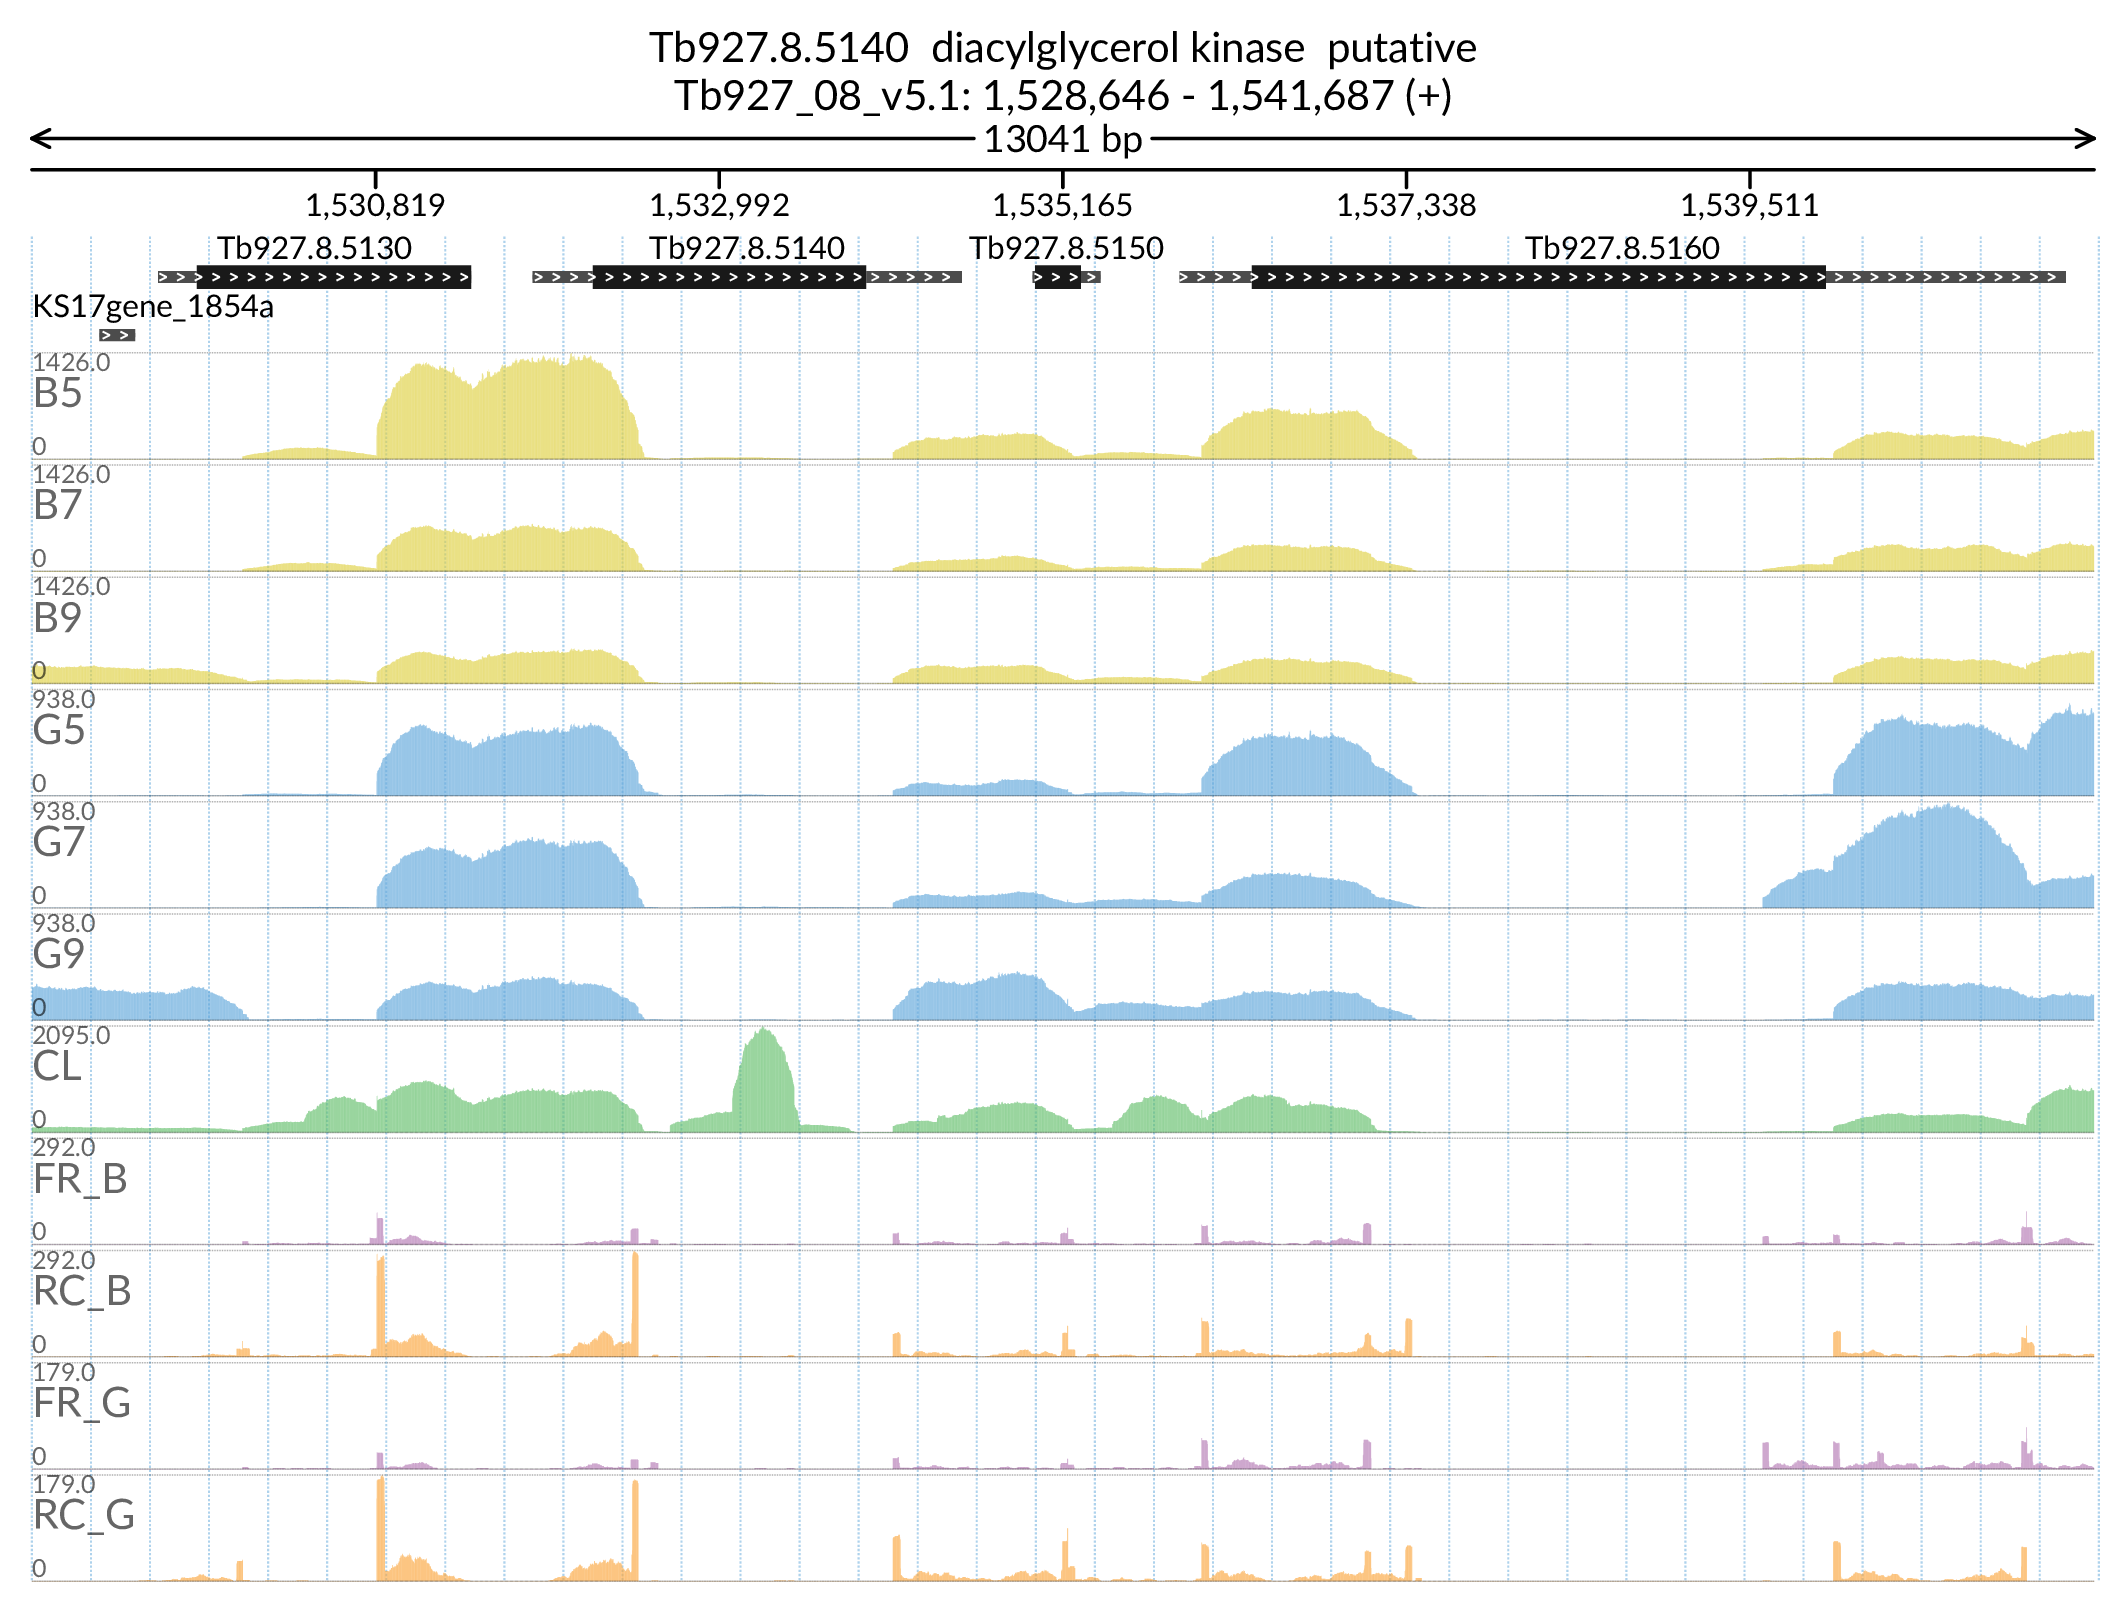 Tb927.8.5140 diacylglycerol kinase putative
Tb927_08_v5.1: 1,528,646 - 1,541,687 (+)
13041 bp
1,530,819 1,532,992 1,535,165 1,537,338 1,539,511
Tb927.8.5130 Tb927.8.5140 Tb927.8.5150 Tb927.8.5160
KS17gene_1854a
1426.0
B5
0
1426.0
B7
0
1426.0
B9
0
938.0
G5
0
938.0
G7
0
938.0
G9
0
2095.0
CL
0
292.0
FR_B
0
292.0
RC_B
0
179.0
FR_G
0
179.0
RC_G
0